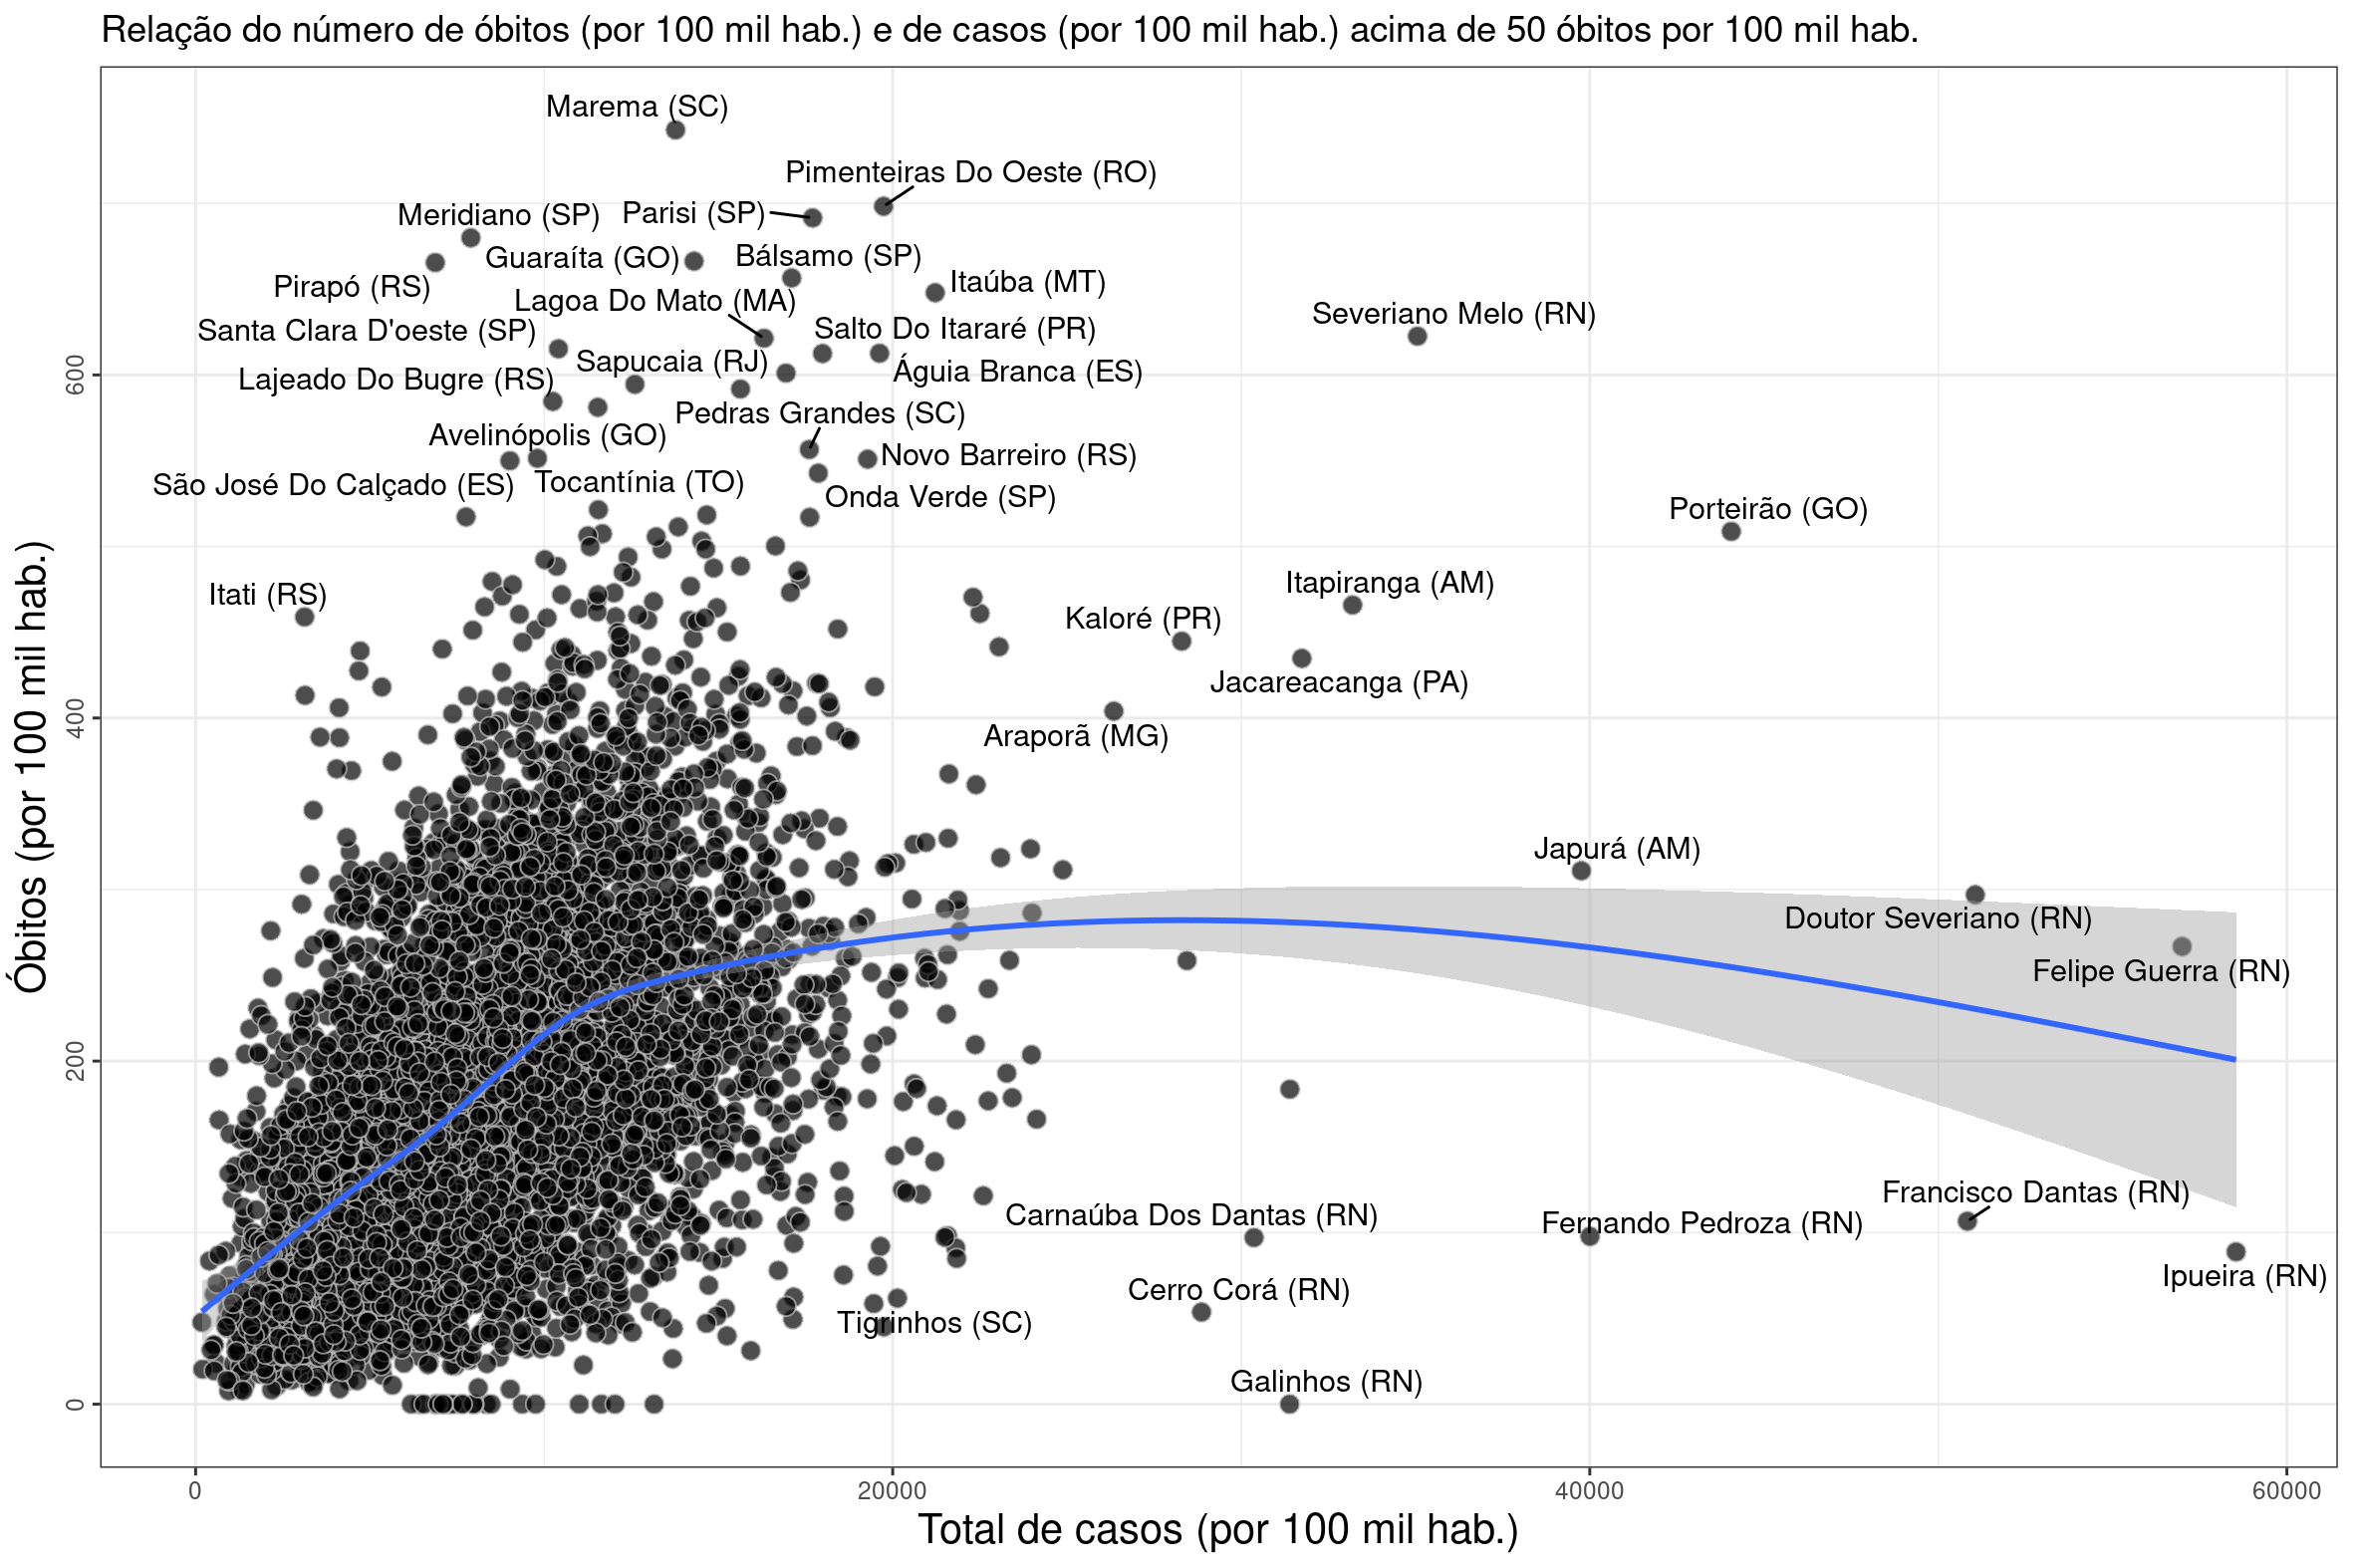 Relação do número de óbitos (por 100 mil hab.) e de casos (por 100 mil hab.) acima de 50 óbitos por 100 mil hab.
Marema (SC)
Pimenteiras Do Oeste (RO)
Meridiano (SP)
Parisi (SP)
Guaraíta (GO)
Bálsamo (SP)
Pirapó (RS)
Itaúba (MT)
Lagoa Do Mato (MA)
Severiano Melo (RN)
Santa Clara D'oeste (SP)
Salto Do Itararé (PR)
Sapucaia (RJ)
Águia Branca (ES)
Lajeado Do Bugre (RS)
Pedras Grandes (SC)
Avelinópolis (GO)
Novo Barreiro (RS)
São José Do Calçado (ES)
Tocantínia (TO)
Onda Verde (SP)
Porteirão (GO)
Itati (RS)
Itapiranga (AM)
Kaloré (PR)
Jacareacanga (PA)
Araporã (MG)
Japurá (AM)
Doutor Severiano (RN)
Felipe Guerra (RN)
Francisco Dantas (RN)
Carnaúba Dos Dantas (RN)
Fernando Pedroza (RN)
Ipueira (RN)
Cerro Corá (RN)
Tigrinhos (SC)
Galinhos (RN)
600
400
200
0
Óbitos (por 100 mil hab.)
0
20000
40000
60000
Total de casos (por 100 mil hab.)